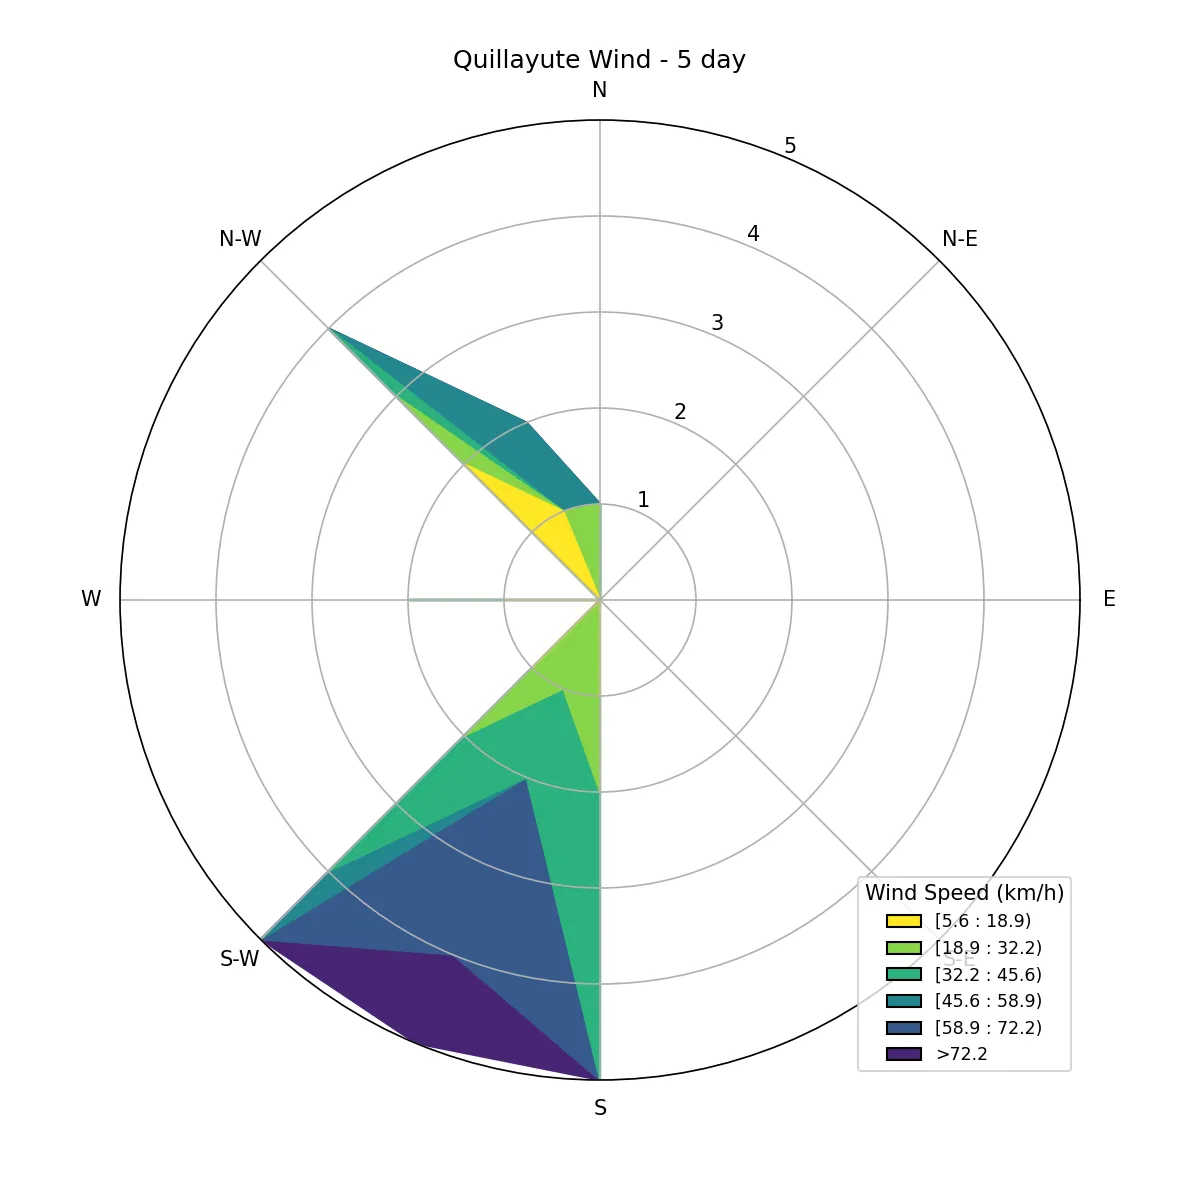 Quillayute Wind - 5 day
N
5
N-W
4
N-E
3
2
1
W
E
Wind Speed (km/h)
[5.6 : 18.9)
[18.9 : 32.2)
S-W
S-E
[32.2 : 45.6)
[45.6 : 58.9)
[58.9 : 72.2)
>72.2
S